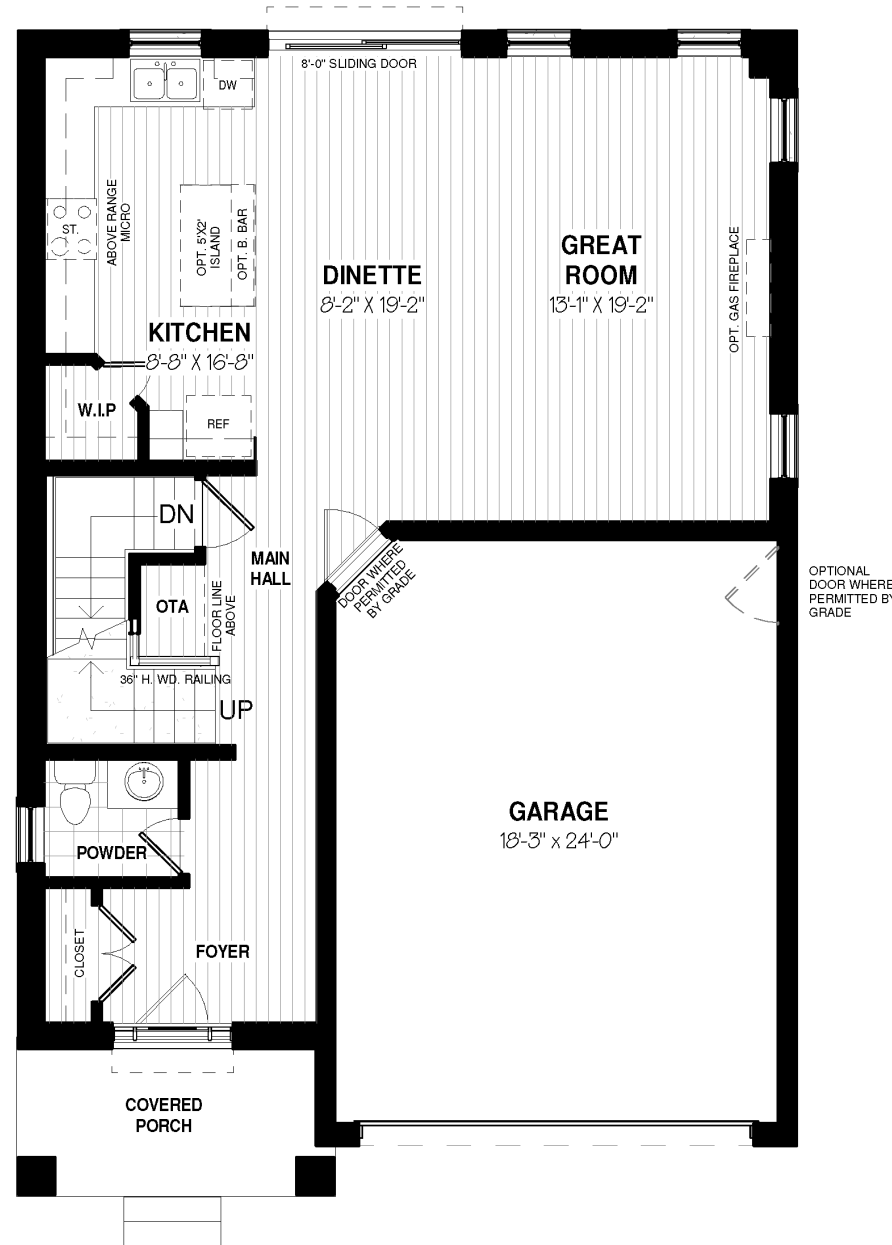 8'-0" SLIDING DOOR
DW
ABOVE RANGE
MICRO
ST.
OPT. 5'X2'
ISLAND
OPT. B. BAR
DINETTE
8'-2" X 19'-2"
GREAT
ROOM
13'-1" X 19'-2"
OPT. GAS FIREPLACE
KITCHEN
8'-8" X 16'-8"
W.I.P
REF
DN
MAIN
HALL
DOOR WHERE
PERMITTED
BY GRADE
OPTIONAL
DOOR WHERE
PERMITTED BY
GRADE
OTA
FLOOR LINE
ABOVE
36" H. WD. RAILING
UP
GARAGE
18'-3" x 24'-0"
POWDER
CLOSET
FOYER
COVERED
PORCH